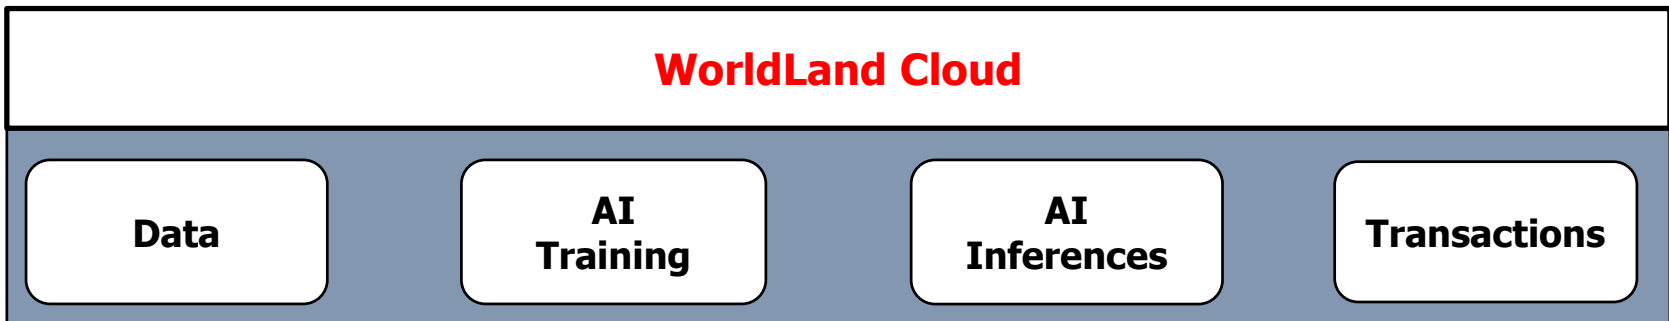 WorldLand Cloud
Data
AI
Training
AI
Inferences
Transactions